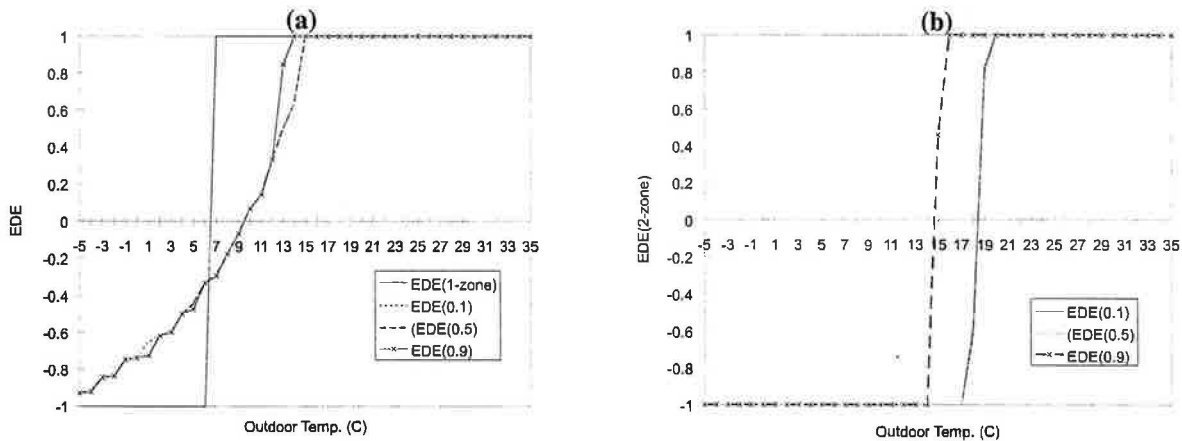 (a)
1
0.8
0.6
0.4
0.2
0
-0.2
-0.4
-0.6
-0.8
-1
EDE
-5 -3 -1 1 3 5 7 9 11 13 15 17 19 21 23 25 27 29 31 33 35
EDE(1-zone)
EDE(0.1)
(EDE(0.5)
EDE(0.9)
Outdoor Temp. (C)
(b)
1
0.8
0.6
0.4
0.2
0
-0.2
-0.4
-0.6
-0.8
-1
EDE(2-zone)
-5 -3 -1 1 3 5 7 9 11 13 15 17 19 21 23 25 27 29 31 33 35
EDE(0.1)
(EDE(0.5)
EDE(0.9)
Outdoor Temp. (C)